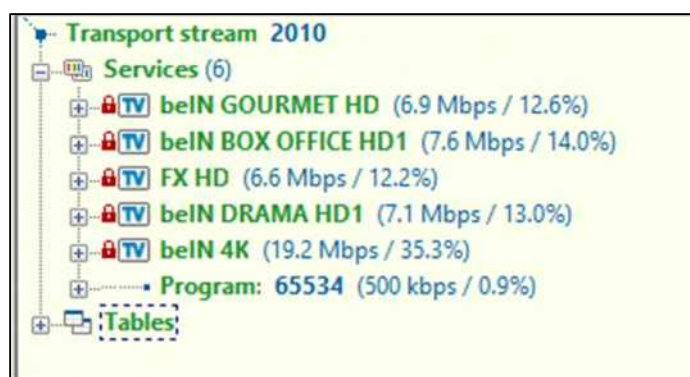 Transport stream 2010
Services (6)
TV beIN GOURMET HD (6.9 Mbps / 12.6%)
TV beIN BOX OFFICE HD1 (7.6 Mbps / 14.0%)
TV FX HD (6.6 Mbps / 12.2%)
TV beIN DRAMA HD1 (7.1 Mbps / 13.0%)
TV beIN 4K (19.2 Mbps / 35.3%)
Program: 65534 (500 kbps / 0.9%)
Tables